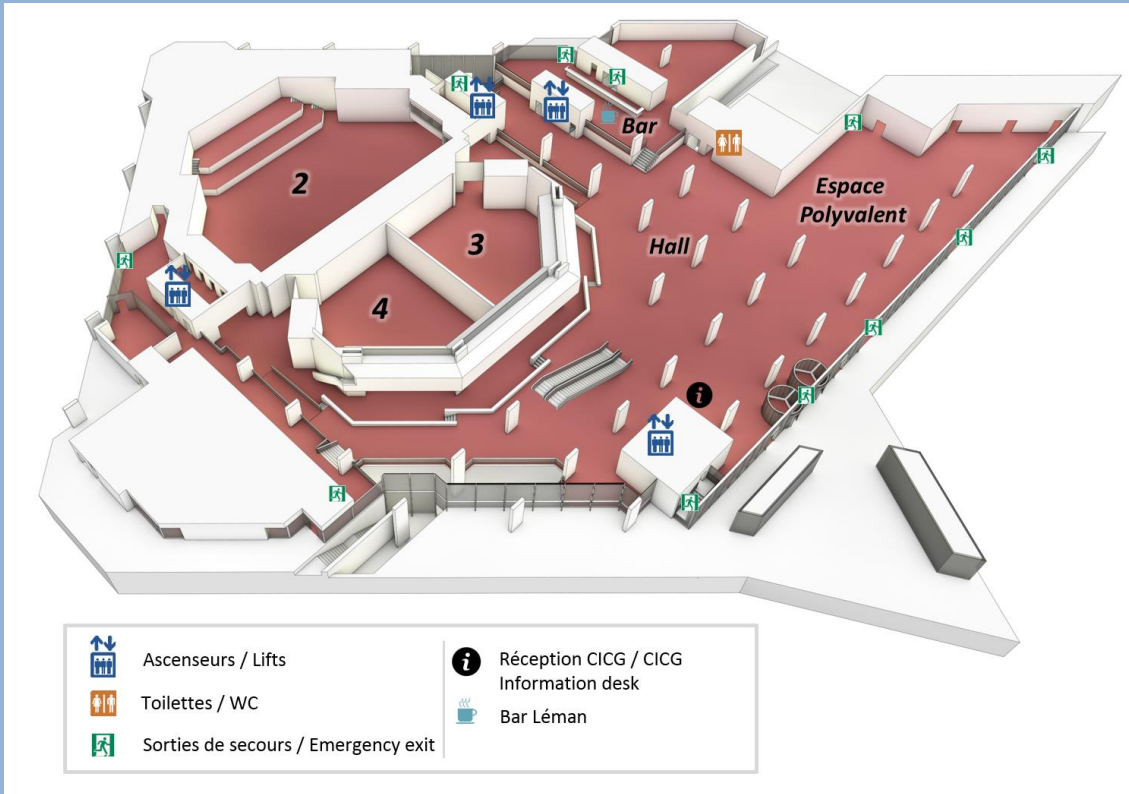 Bar
2
Espace
Polyvalent
3
Hall
4
i
Ascenseurs / Lifts
Toilettes / WC
Sorties de secours / Emergency exit
i
Réception CICG / CICG
Information desk
Bar Léman